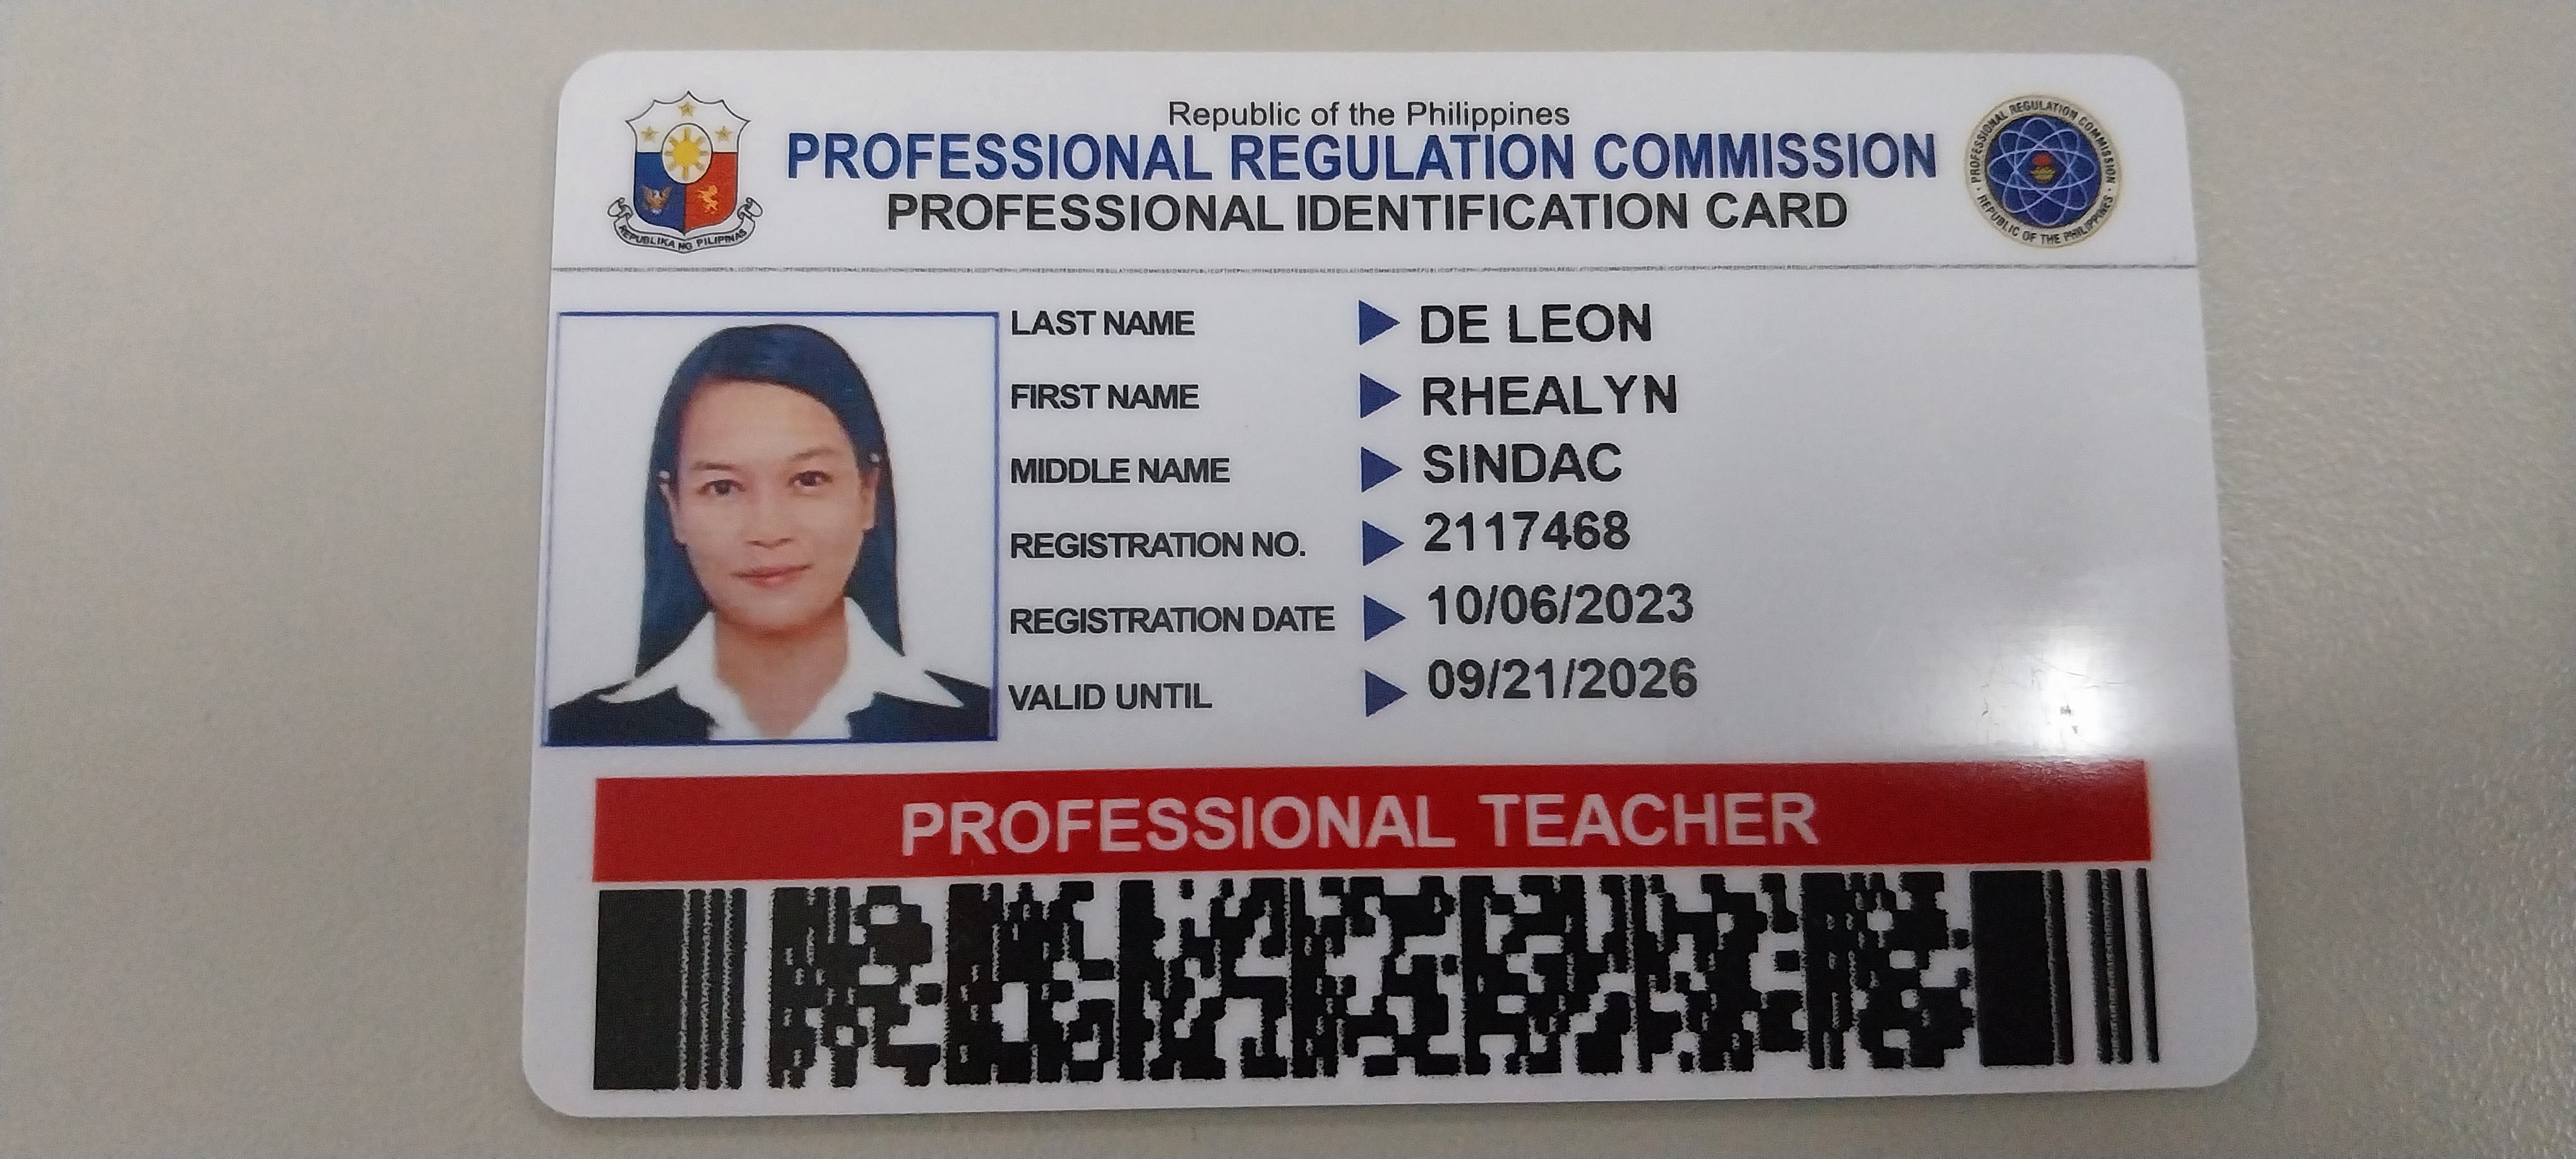 Republic of the Philippines
PROFESSIONAL REGULATION COMMISSION
PROFESSIONAL IDENTIFICATION CARD
REPUBLIKA NG PILIPINAS
PROFESSIONAL REGULATION COMMISSION · REPUBLIC OF THE PHILIPPINES ·
LAST NAME DE LEON
FIRST NAME RHEALYN
MIDDLE NAME SINDAC
REGISTRATION NO. 2117468
REGISTRATION DATE 10/06/2023
VALID UNTIL 09/21/2026
PROFESSIONAL TEACHER